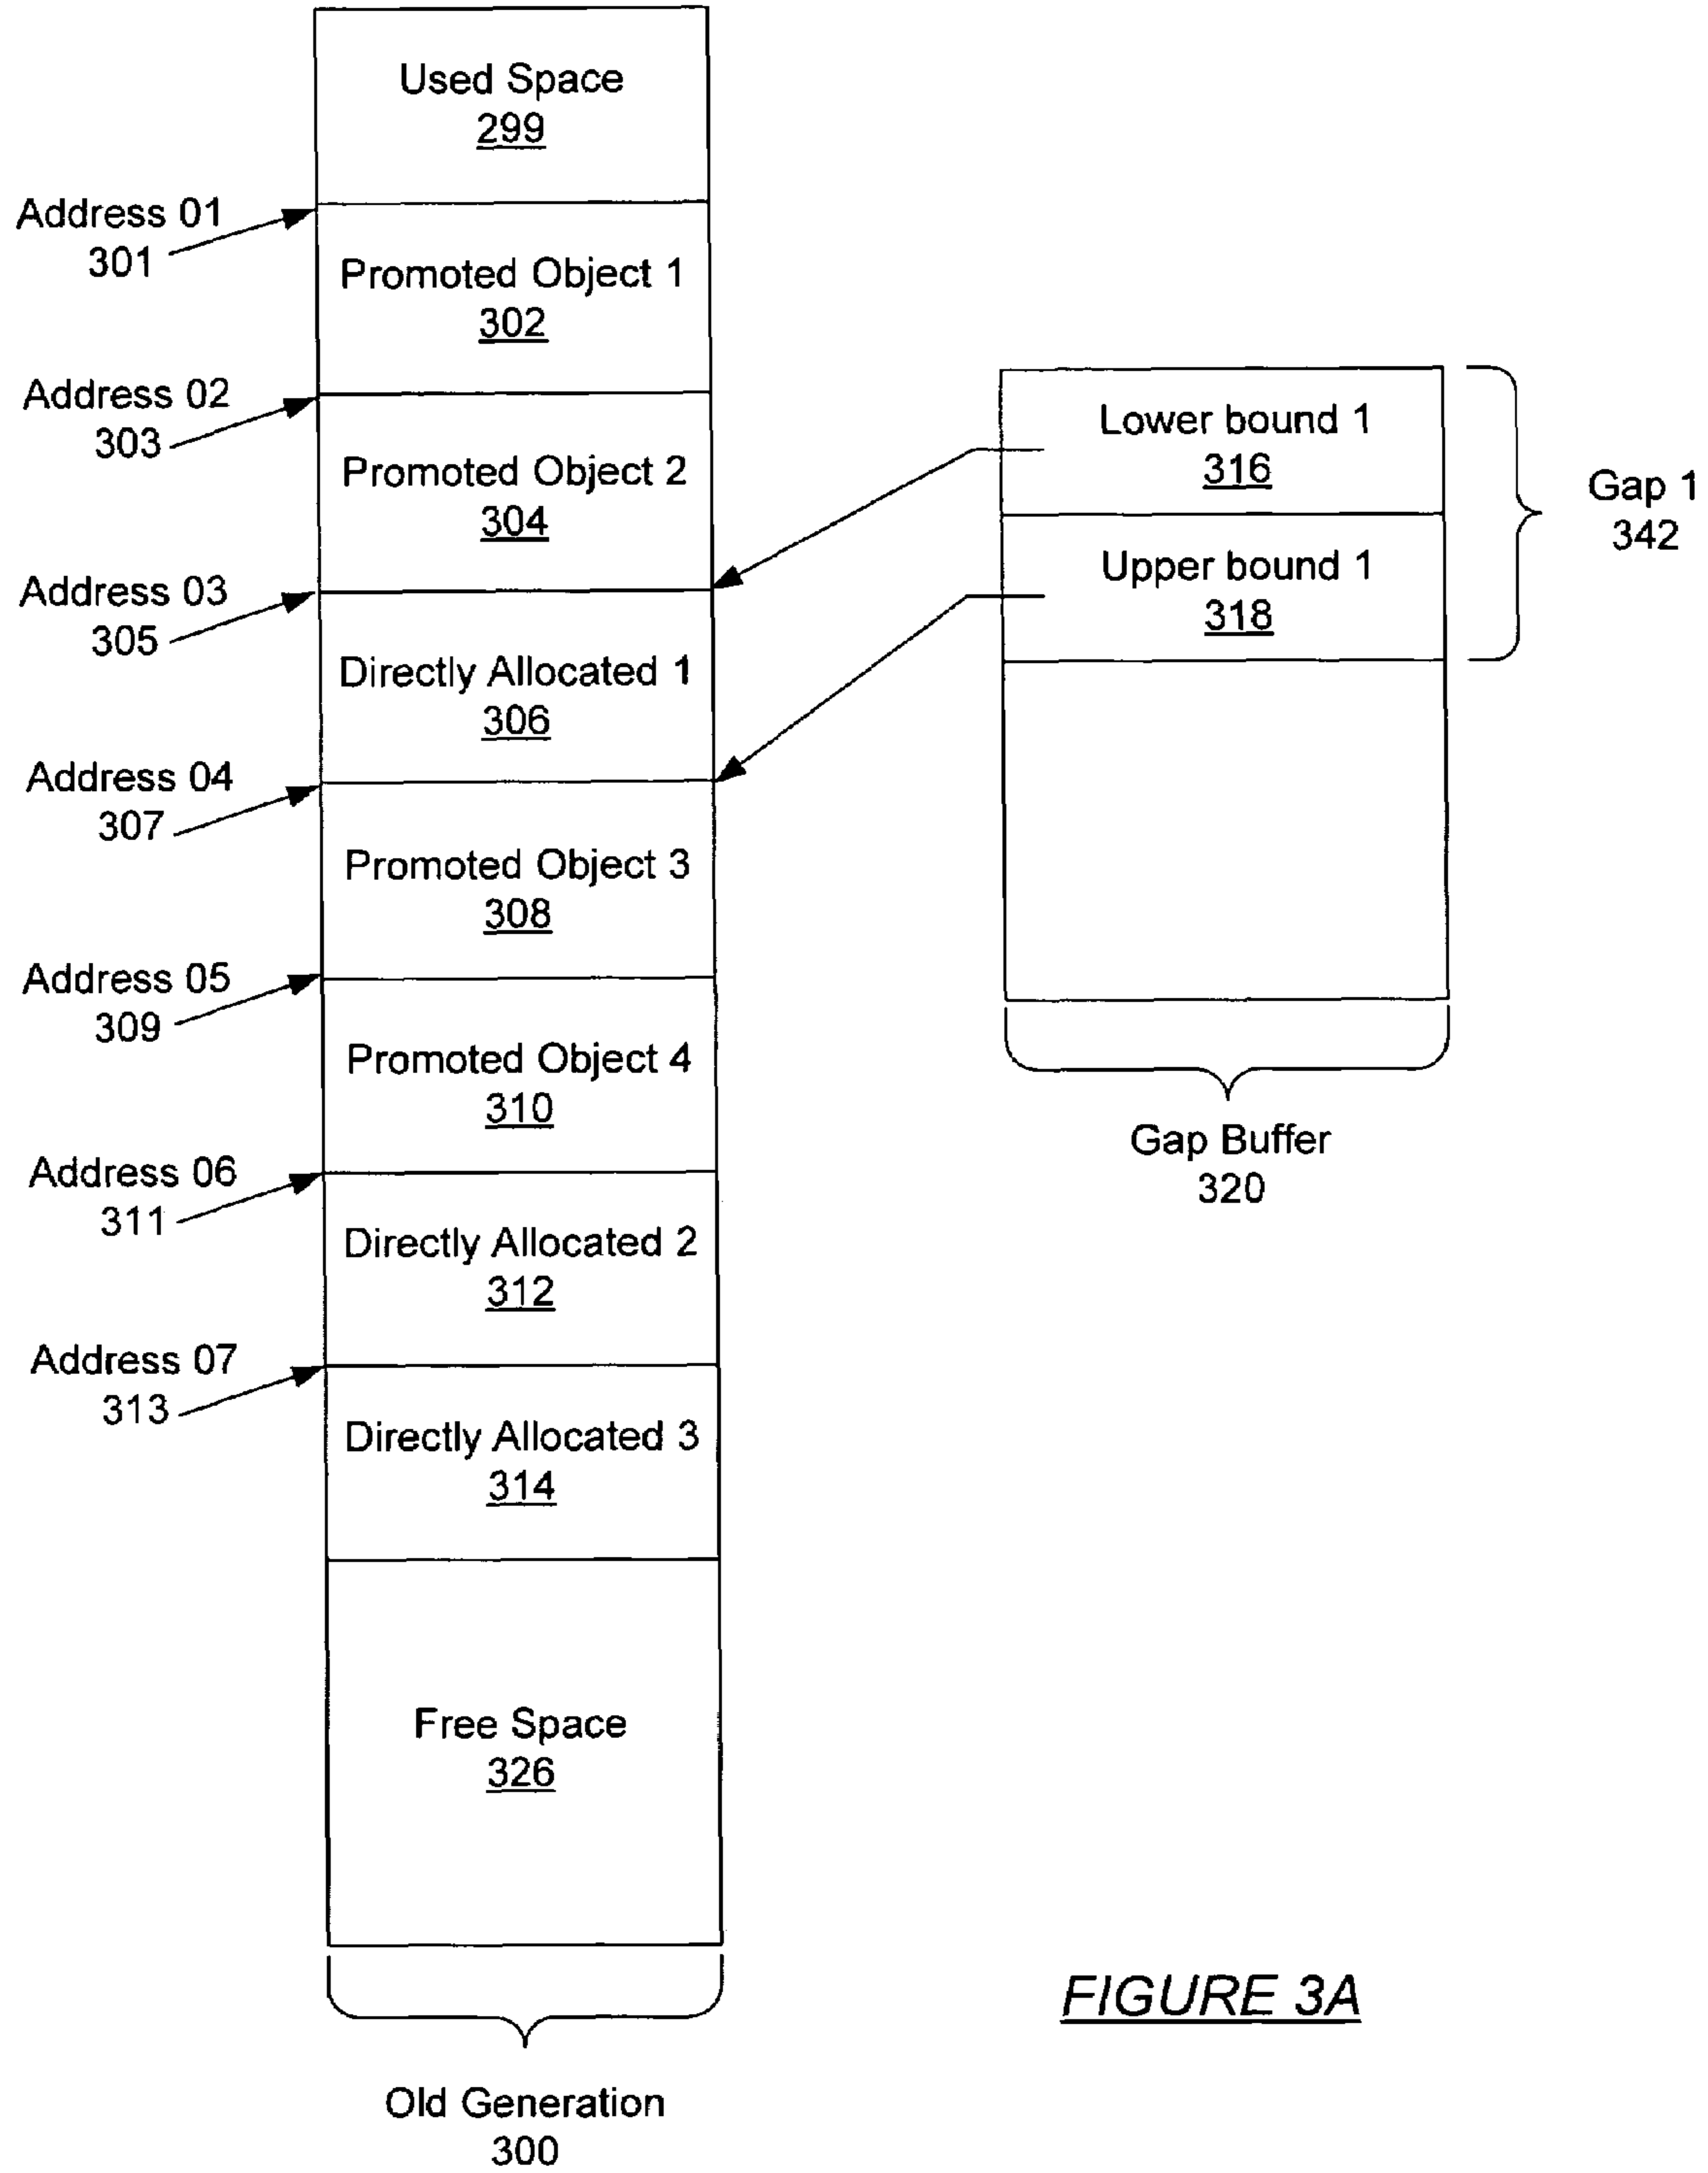 Used Space
299
Address 01
301
Promoted Object 1
302
Address 02
303
Promoted Object 2
304
Address 03
305
Directly Allocated 1
306
Address 04
307
Promoted Object 3
308
Address 05
309
Promoted Object 4
310
Address 06
311
Directly Allocated 2
312
Address 07
313
Directly Allocated 3
314
Free Space
326
Old Generation
300
Lower bound 1
316
Upper bound 1
318
Gap 1
342
Gap Buffer
320
FIGURE 3A